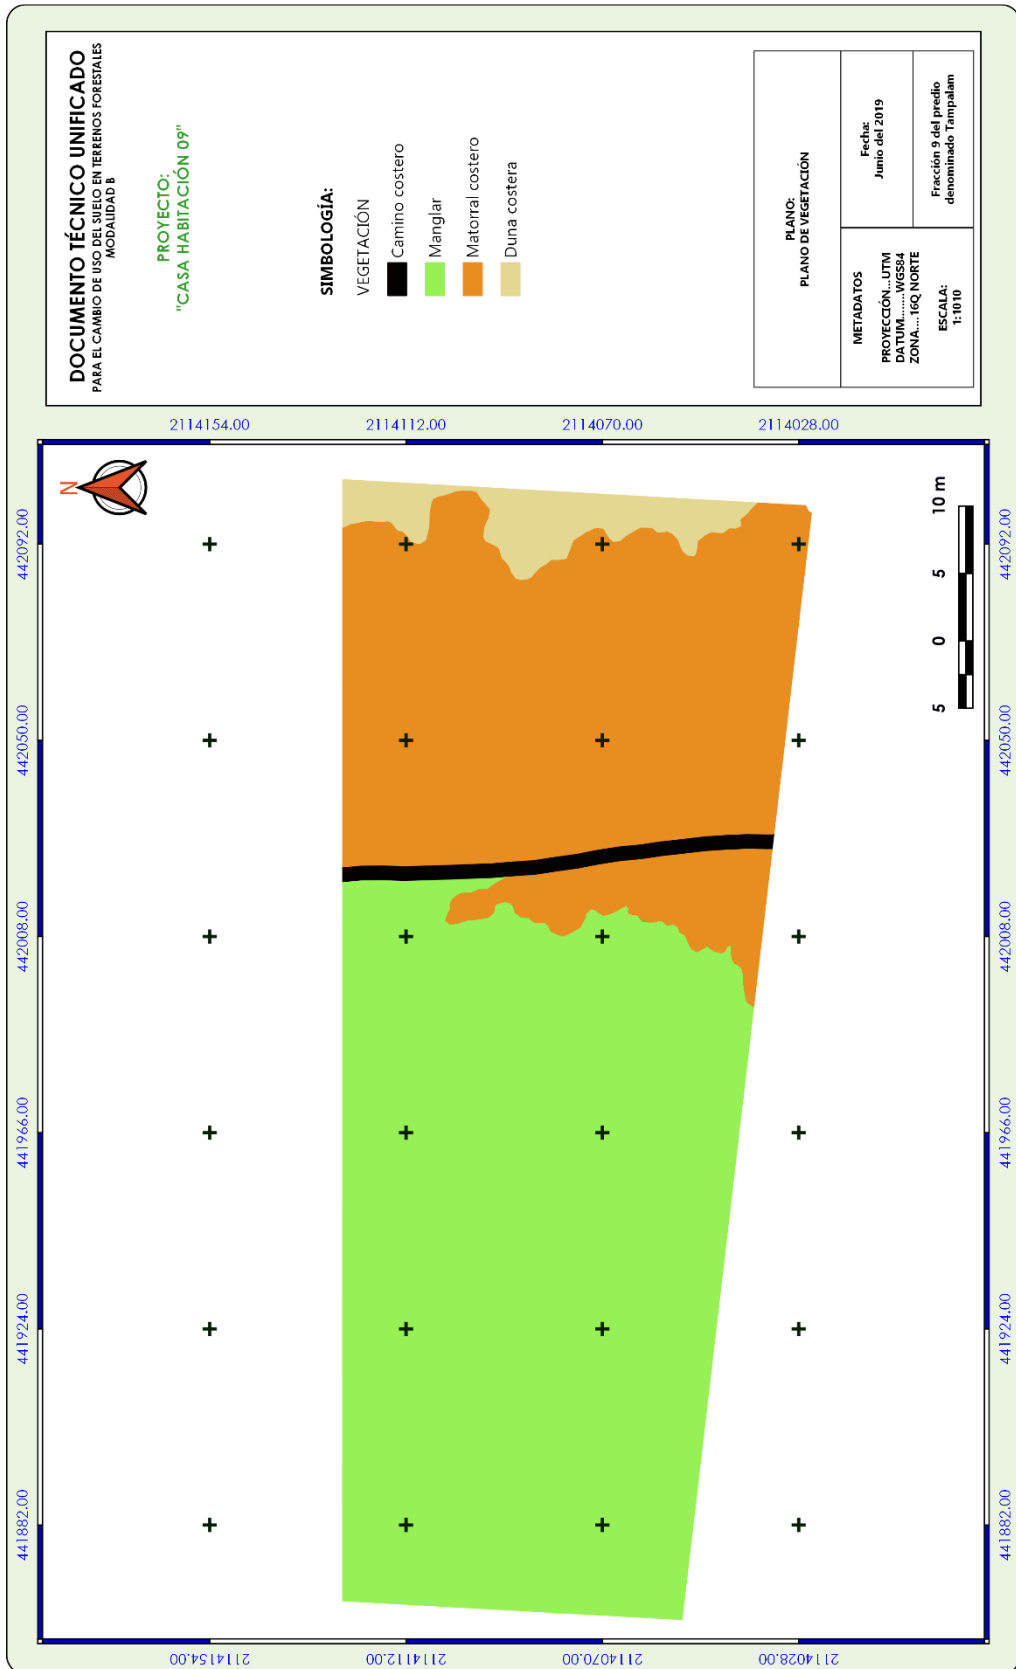 DOCUMENTO TÉCNICO UNIFICADO
PARA EL CAMBIO DE USO DEL SUELO EN TERRENOS FORESTALES
MODALIDAD B
PROYECTO:
"CASA HABITACIÓN 09"
SIMBOLOGÍA:
VEGETACIÓN
Camino costero
Manglar
Matorral costero
Duna costera
PLANO:
PLANO DE VEGETACIÓN
METADATOS
PROYECCIÓN...UTM
DATUM........WGS84
ZONA....16Q NORTE
ESCALA:
1:1010
Fecha:
Junio del 2019
Fracción 9 del predio
denominado Tampalam
N
441882.00
441924.00
441966.00
442008.00
442050.00
442092.00
2114154.00
2114112.00
2114070.00
2114028.00
2114154.00
2114112.00
2114070.00
2114028.00
5 0 5 10 m
441882.00
441924.00
441966.00
442008.00
442050.00
442092.00